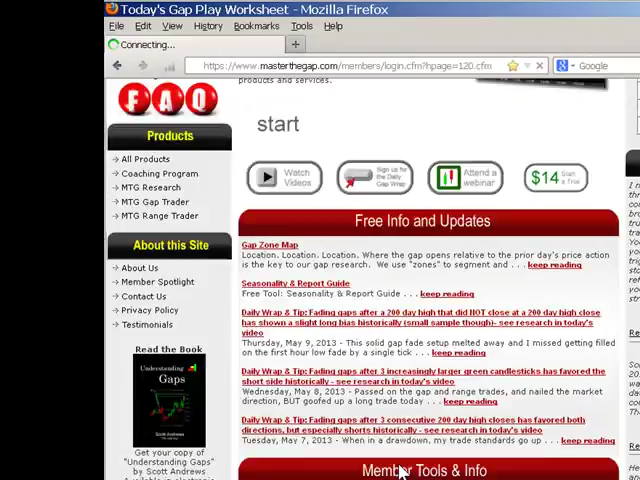 Today's Gap Play Worksheet - Mozilla Firefox
File Edit View History Bookmarks Tools Help
Connecting...
https://www.masterthegap.com/members/login.cfm?hpage=120.cfm
Google
products and services.
FAQ
start
Products
All Products
Coaching Program
MTG Research
MTG Gap Trader
MTG Range Trader
Watch Videos
Sign up for the Daily Gap Wrap
Attend a webinar
$14 Start a Trial
Free Info and Updates
Gap Zone Map
Location. Location. Location. Where the gap opens relative to the prior day's price action
is the key to our gap research. We use "zones" to segment and . . . keep reading
Seasonality & Report Guide
Free Tool: Seasonality & Report Guide . . . keep reading
Daily Wrap & Tip: Fading gaps after a 200 day high that did NOT close at a 200 day high close
has shown a slight long bias historically (small sample though)- see research in today's
video
Thursday, May 9, 2013 - This solid gap fade setup melted away and I missed getting filled
on the first hour low fade by a single tick . . . keep reading
Daily Wrap & Tip: Fading gaps after 3 increasingly larger green candlesticks has favored the
short side historically - see research in today's video
Wednesday, May 8, 2013 - Passed on the gap and range trades, and nailed the market
direction, BUT goofed up a long trade today . . . keep reading
Daily Wrap & Tip: Fading gaps after 3 consecutive 200 day high closes has favored both
directions, but especially shorts historically - see research in today's video
Tuesday, May 7, 2013 - When in a drawdown, my trade standards go up . . . keep reading
Member Tools & Info
About this Site
About Us
Member Spotlight
Contact Us
Privacy Policy
Testimonials
Read the Book
Understanding
Gaps
Get your copy of
"Understanding Gaps"
by Scott Andrews